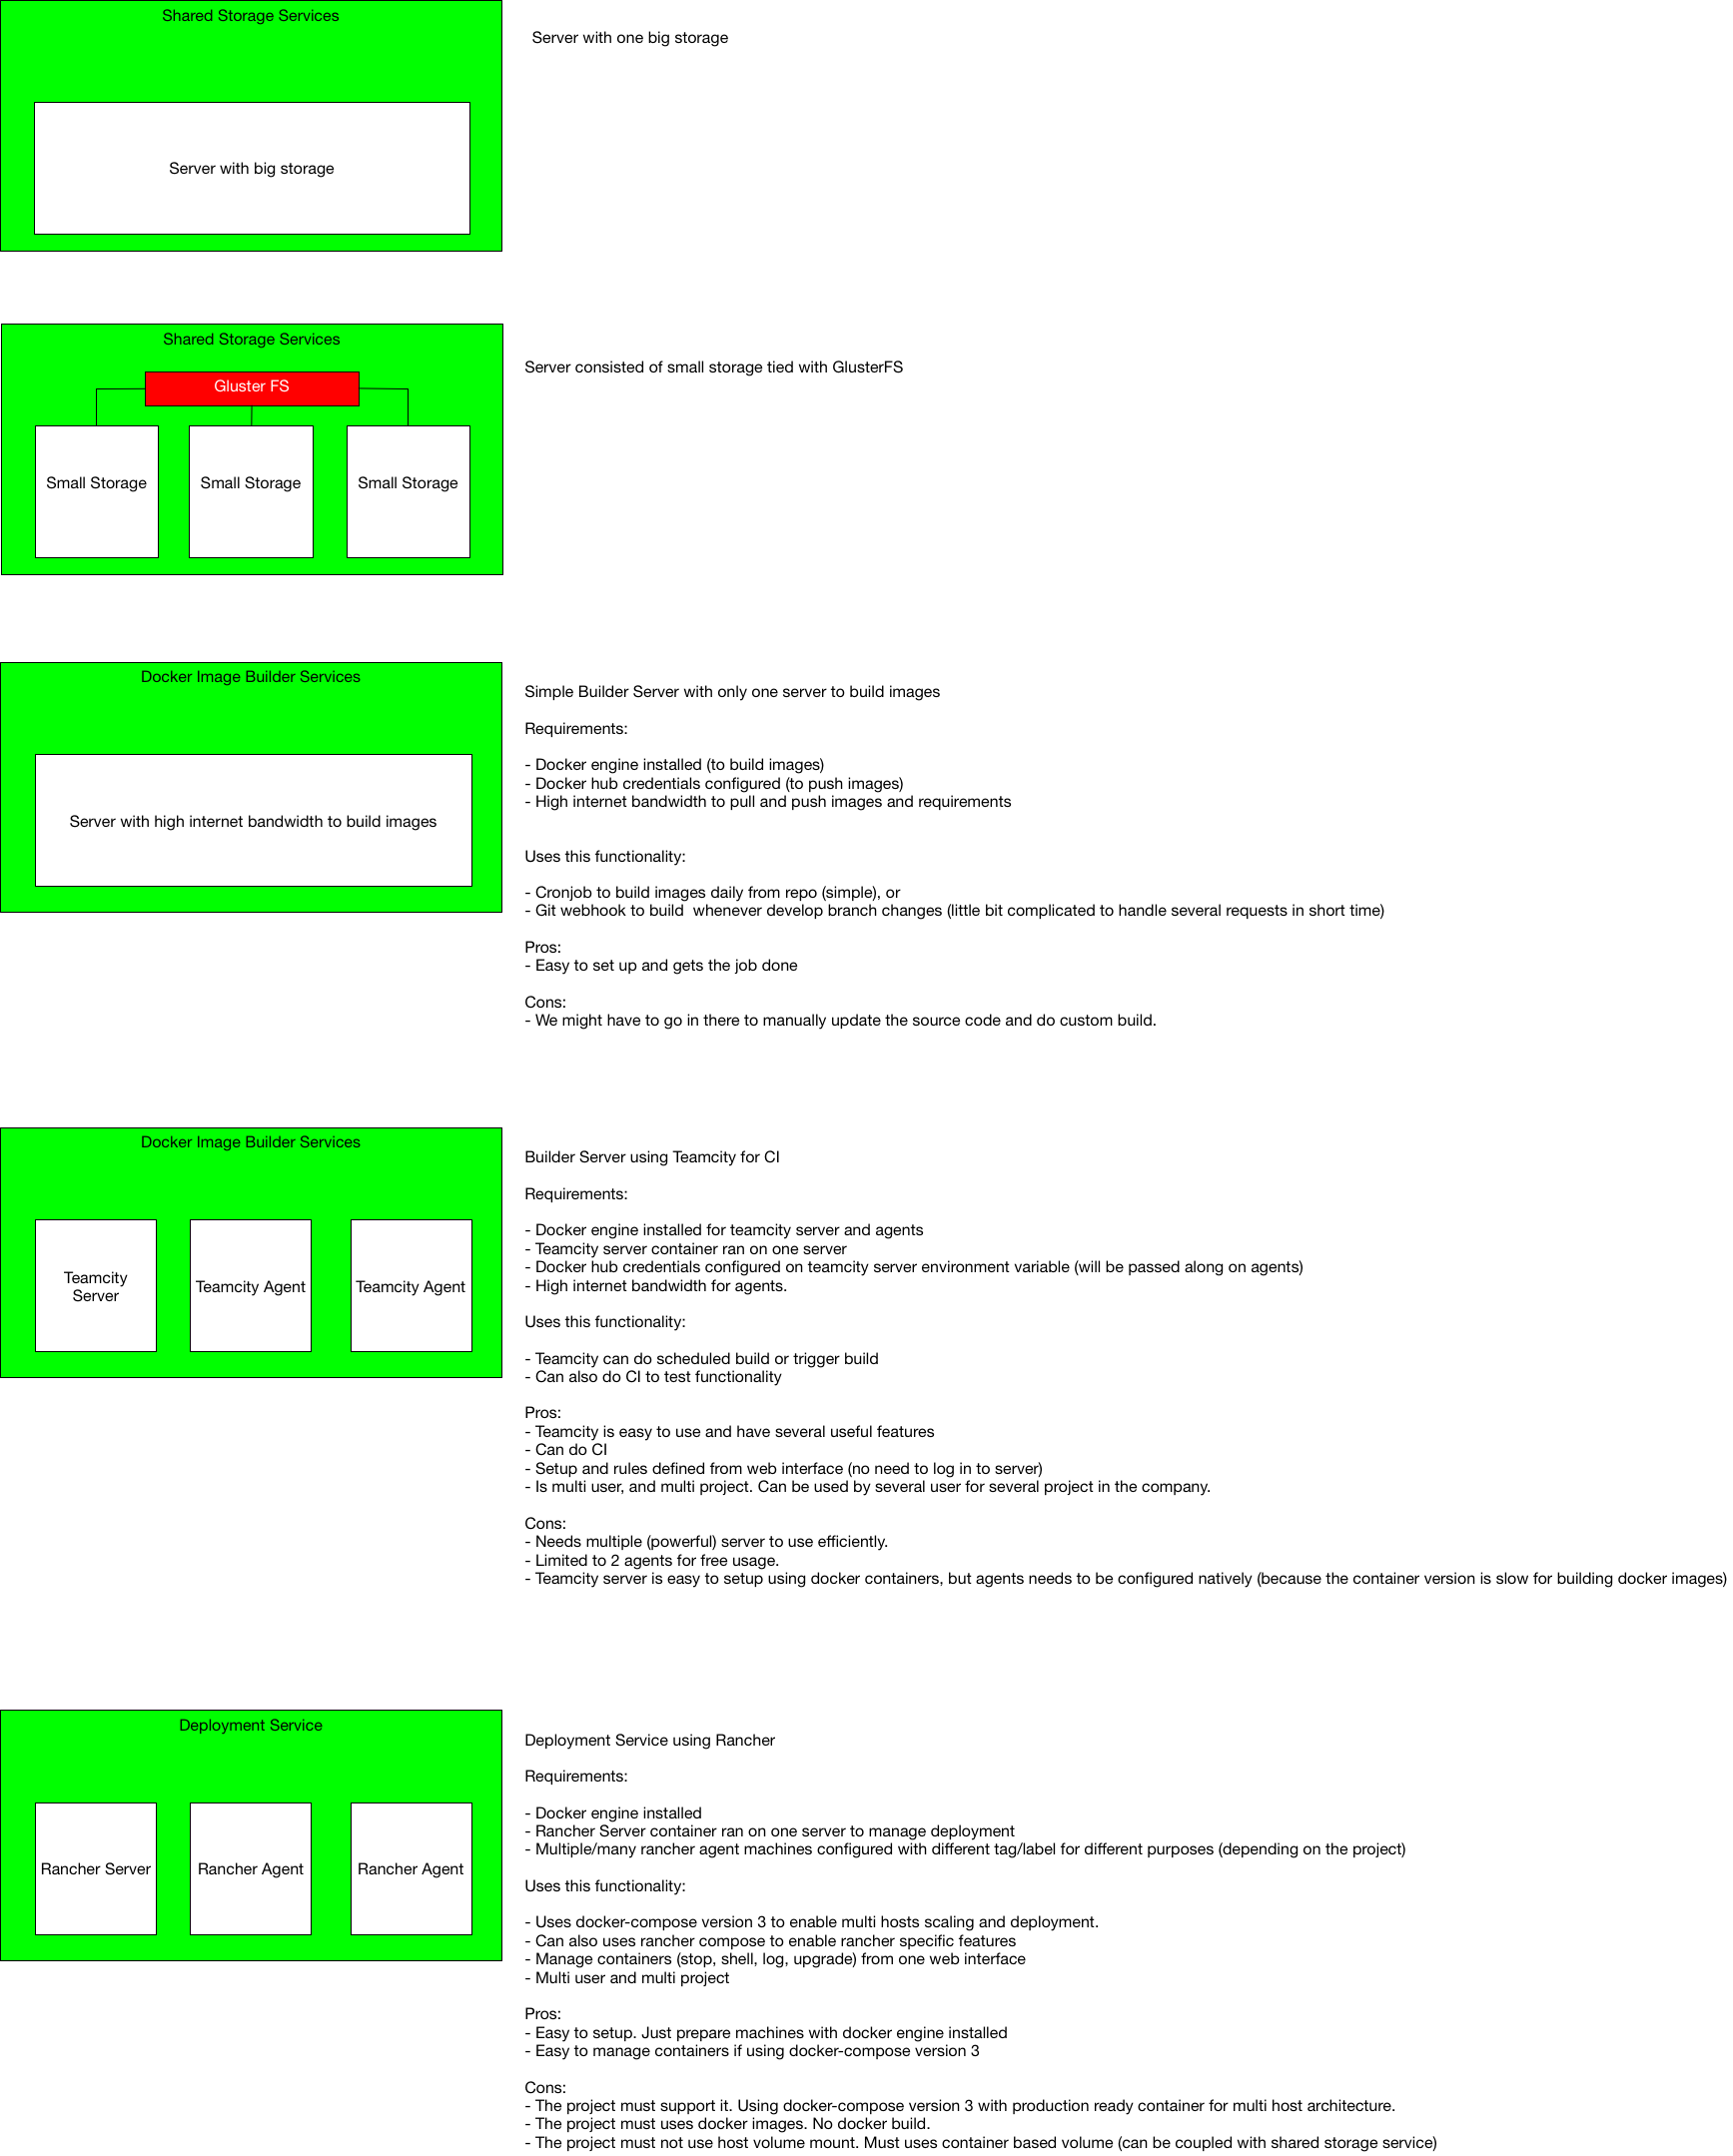 Shared Storage Services
Server with one big storage
Server with big storage
Shared Storage Services
Server consisted of small storage tied with GlusterFS
Gluster FS
Small Storage
Small Storage
Small Storage
Docker Image Builder Services
Server with high internet bandwidth to build images
Simple Builder Server with only one server to build images
Requirements:
- Docker engine installed (to build images)
- Docker hub credentials configured (to push images)
- High internet bandwidth to pull and push images and requirements
Uses this functionality:
- Cronjob to build images daily from repo (simple), or
- Git webhook to build  whenever develop branch changes (little bit complicated to handle several requests in short time)
Pros:
- Easy to set up and gets the job done
Cons:
- We might have to go in there to manually update the source code and do custom build.
Docker Image Builder Services
Teamcity
Server
Teamcity Agent
Teamcity Agent
Builder Server using Teamcity for CI
Requirements:
- Docker engine installed for teamcity server and agents
- Teamcity server container ran on one server
- Docker hub credentials configured on teamcity server environment variable (will be passed along on agents)
- High internet bandwidth for agents.
Uses this functionality:
- Teamcity can do scheduled build or trigger build
- Can also do CI to test functionality
Pros:
- Teamcity is easy to use and have several useful features
- Can do CI
- Setup and rules defined from web interface (no need to log in to server)
- Is multi user, and multi project. Can be used by several user for several project in the company.
Cons:
- Needs multiple (powerful) server to use efficiently.
- Limited to 2 agents for free usage.
- Teamcity server is easy to setup using docker containers, but agents needs to be configured natively (because the container version is slow for building docker images)
Deployment Service
Rancher Server
Rancher Agent
Rancher Agent
Deployment Service using Rancher
Requirements:
- Docker engine installed
- Rancher Server container ran on one server to manage deployment
- Multiple/many rancher agent machines configured with different tag/label for different purposes (depending on the project)
Uses this functionality:
- Uses docker-compose version 3 to enable multi hosts scaling and deployment.
- Can also uses rancher compose to enable rancher specific features
- Manage containers (stop, shell, log, upgrade) from one web interface
- Multi user and multi project
Pros:
- Easy to setup. Just prepare machines with docker engine installed
- Easy to manage containers if using docker-compose version 3
Cons:
- The project must support it. Using docker-compose version 3 with production ready container for multi host architecture.
- The project must uses docker images. No docker build.
- The project must not use host volume mount. Must uses container based volume (can be coupled with shared storage service)